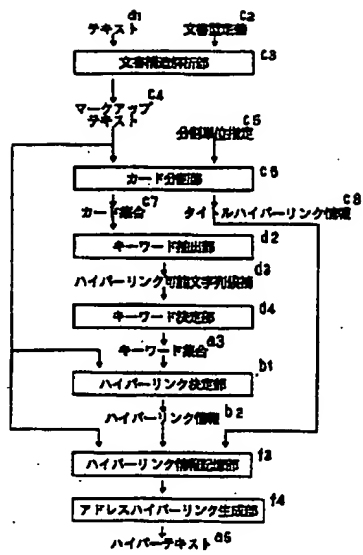 d1 c2
テキスト 文書型定義
文書構造解析部 c3
c4
マークアップ
テキスト
c5
分割単位指定
カード分割部 c6
c7 c8
カード集合 タイトルハイパーリンク情報
キーワード抽出部 d2
d3
ハイパーリンク可能文字列候補
キーワード決定部 d4
キーワード集合 a3
ハイパーリンク決定部 b1
ハイパーリンク情報 b2
ハイパーリンク情報記憶部 f3
アドレスハイパーリンク生成部 f4
ハイパーテキスト a5